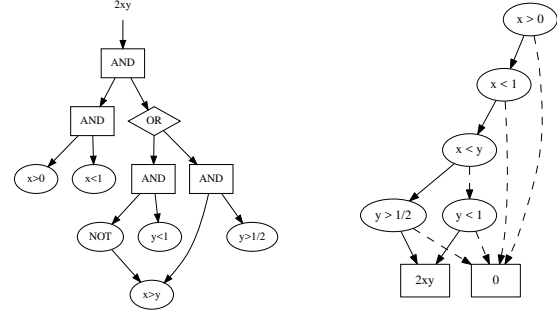 2xy
AND
AND
OR
x>0
x<1
AND
AND
NOT
y<1
y>1/2
x>y
x > 0
x < 1
x < y
y > 1/2
y < 1
2xy
0